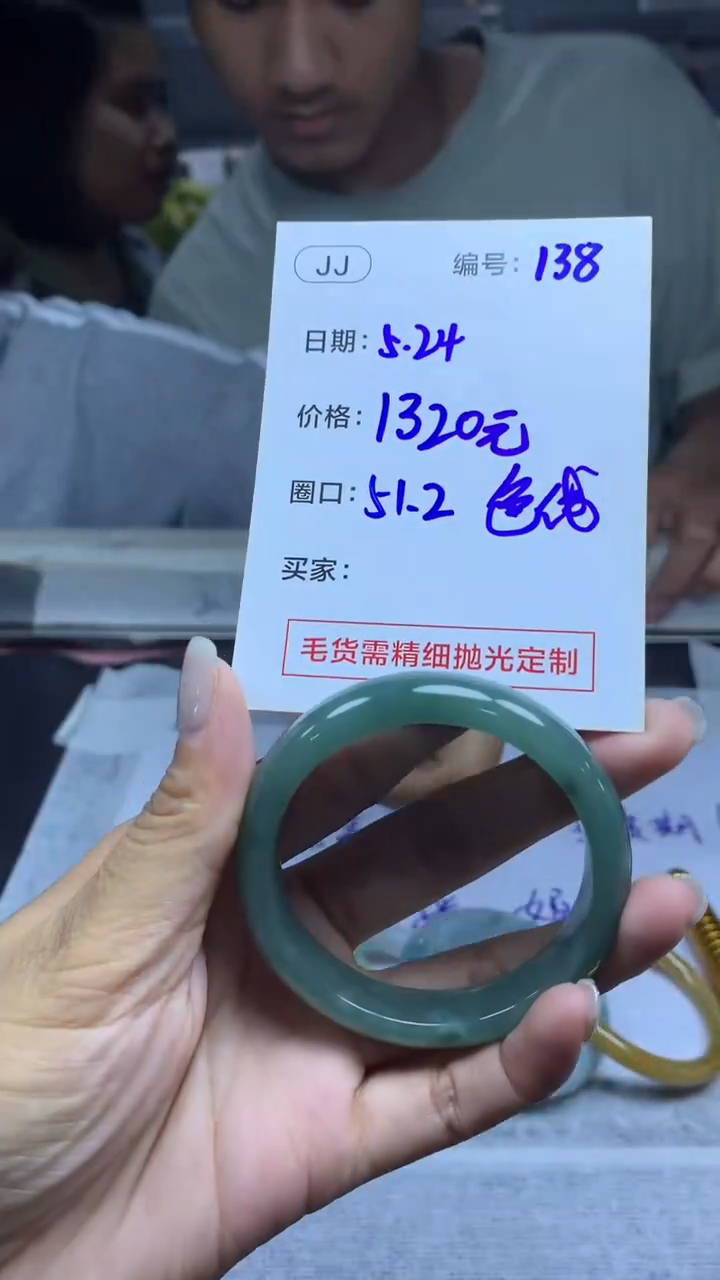 JJ
编号: 138
日期: 5.24
价格: 1320元
圈口: 51.2
买家:
毛货需精细抛光定制